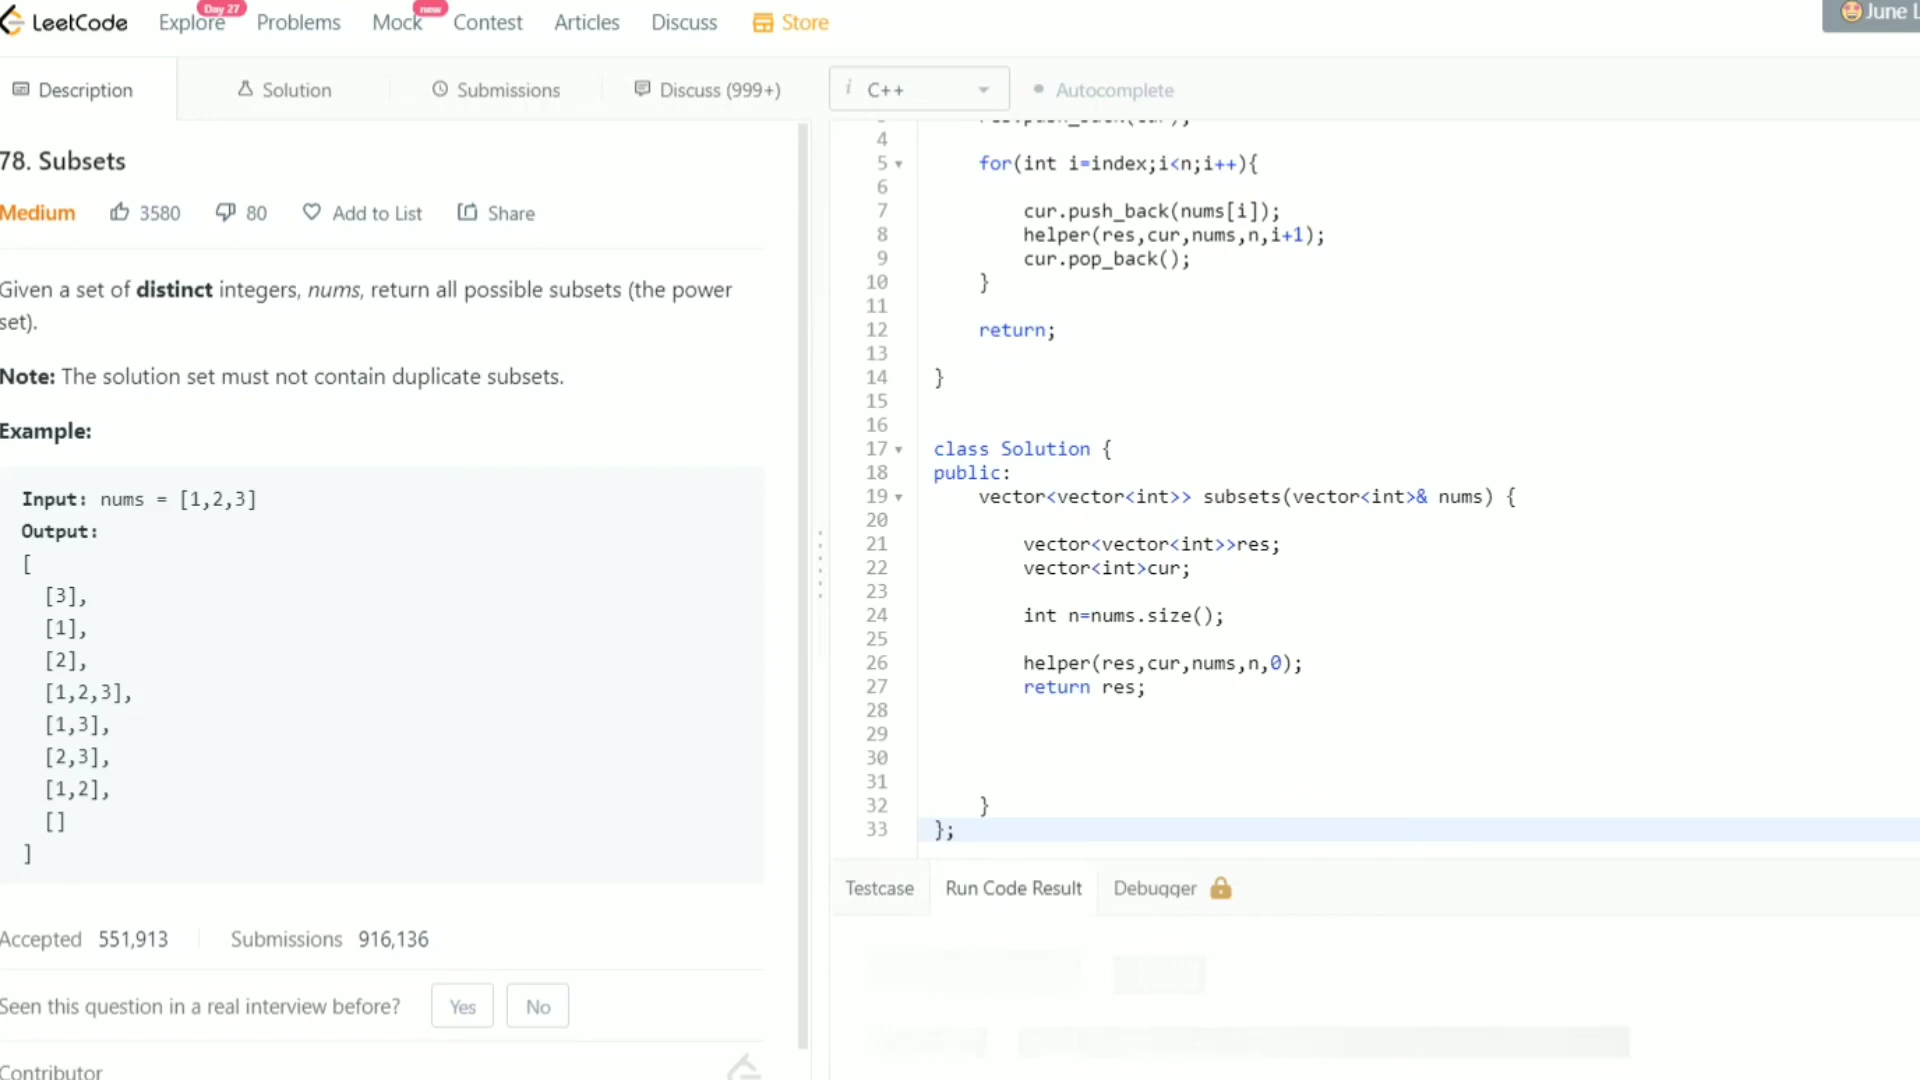 LeetCode Explore Day 27 Problems Mock new Contest Articles Discuss Store June L
Description Solution Submissions Discuss (999+) i C++ Autocomplete
78. Subsets
Medium 3580 80 Add to List Share
Given a set of distinct integers, nums, return all possible subsets (the power
set).
Note: The solution set must not contain duplicate subsets.
Example:
Input: nums = [1,2,3]
Output:
[
[3],
[1],
[2],
[1,2,3],
[1,3],
[2,3],
[1,2],
[]
]
Accepted 551,913 Submissions 916,136
Seen this question in a real interview before? Yes No
Contributor
4
5 for(int i=index;i<n;i++){
6
7 cur.push_back(nums[i]);
8 helper(res,cur,nums,n,i+1);
9 cur.pop_back();
10 }
11
12 return;
13
14 }
15
16
17 class Solution {
18 public:
19 vector<vector<int>> subsets(vector<int>& nums) {
20
21 vector<vector<int>>res;
22 vector<int>cur;
23
24 int n=nums.size();
25
26 helper(res,cur,nums,n,0);
27 return res;
28
29
30
31
32 }
33 };
Testcase Run Code Result Debugger